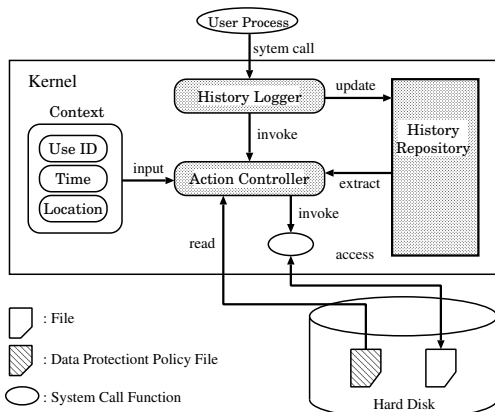 User Process
sytem call
Kernel
History Logger
update
Context
invoke
History
Repository
Use ID
Time
Location
input
Action Controller
extract
invoke
read
access
: File
: Data Protectiont Policy File
: System Call Function
Hard Disk